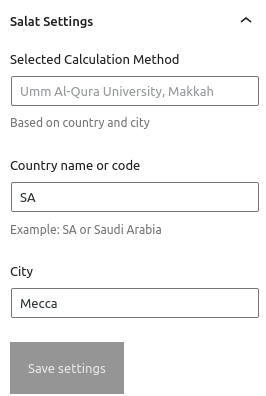 Salat Settings
Selected Calculation Method
Umm Al-Qura University, Makkah
Based on country and city
Country name or code
SA
Example: SA or Saudi Arabia
City
Mecca
Save settings